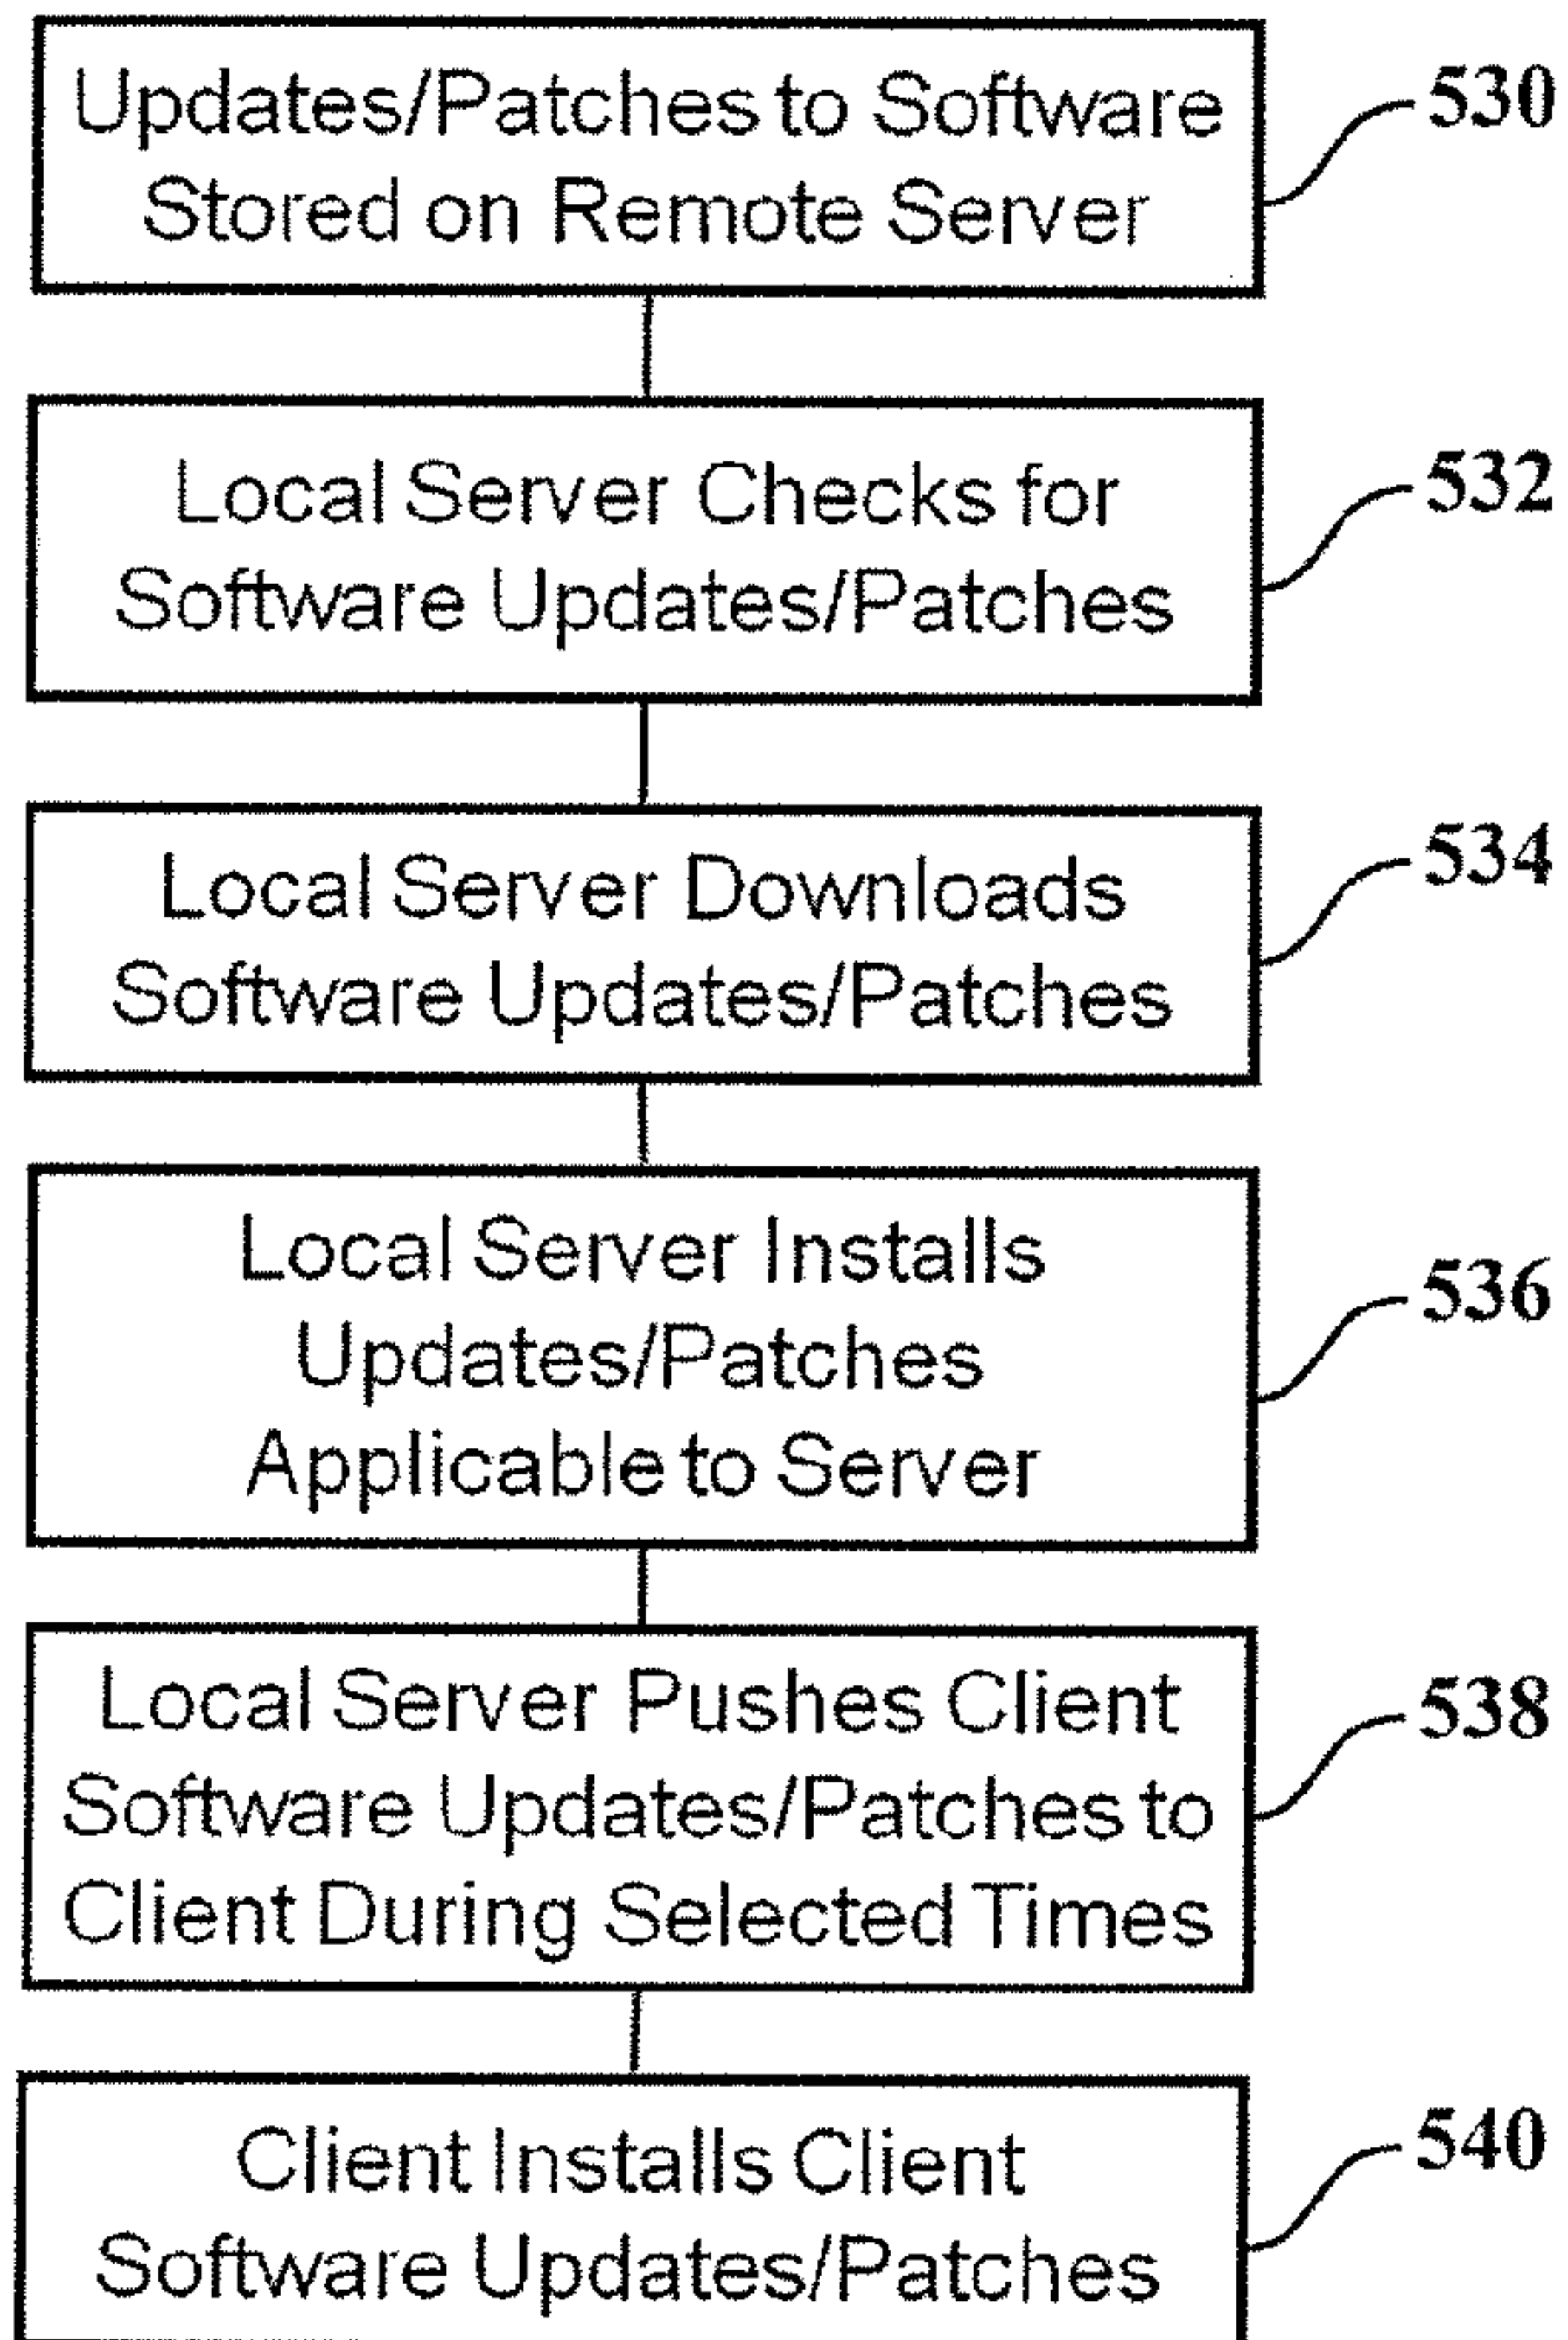 Updates/Patches to Software
Stored on Remote Server
530
Local Server Checks for
Software Updates/Patches
532
Local Server Downloads
Software Updates/Patches
534
Local Server Installs
Updates/Patches
Applicable to Server
536
Local Server Pushes Client
Software Updates/Patches to
Client During Selected Times
538
Client Installs Client
Software Updates/Patches
540